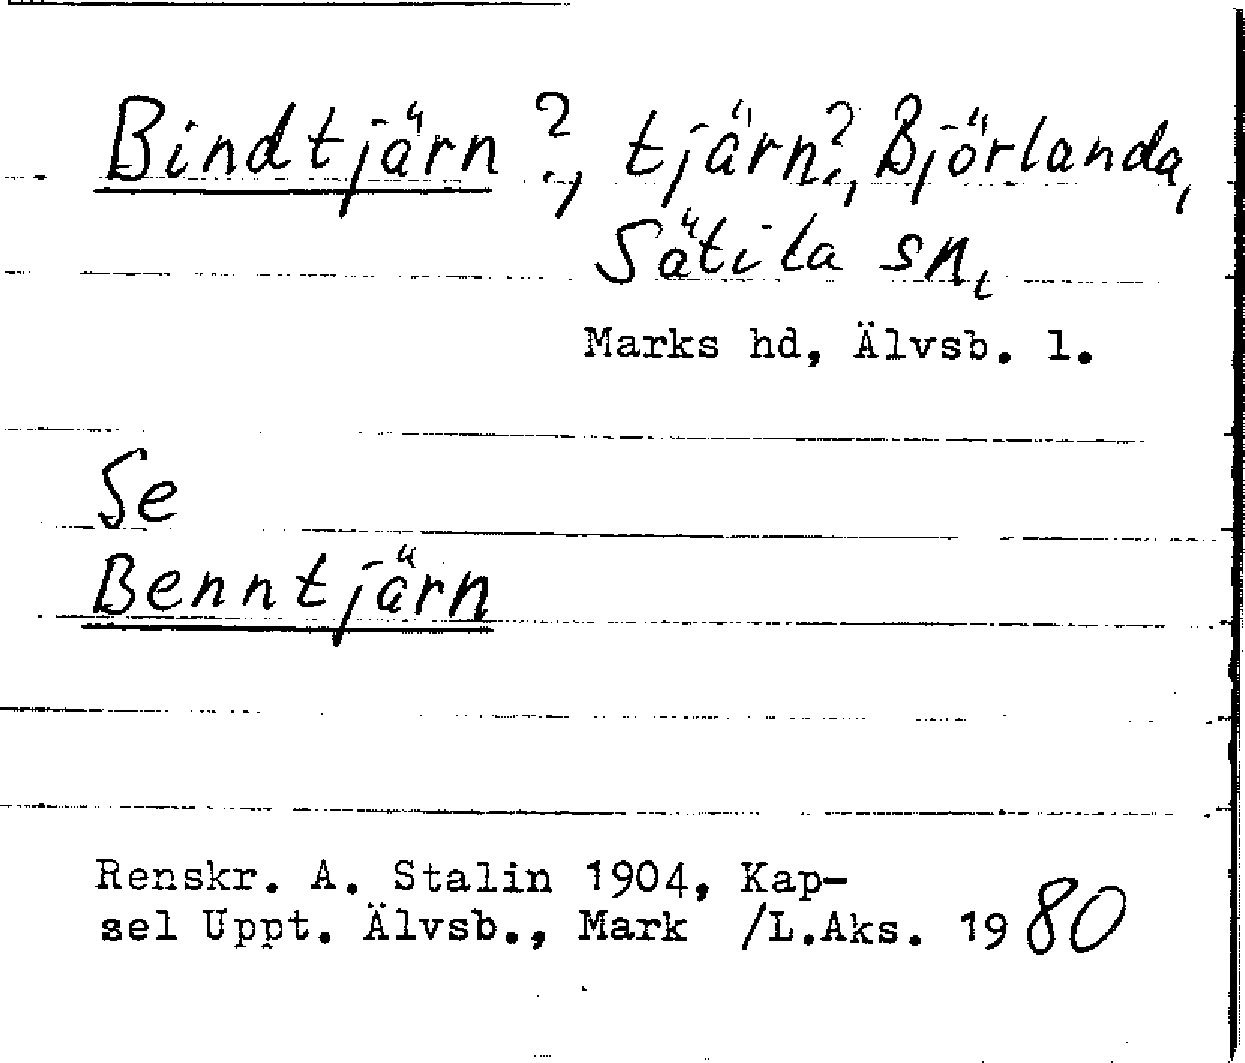 Bindtjärn?, tjärn?, Björlanda,
Sätila sn,
Marks hd, Älvsb. l.
Se
Benntjärn
Renskr. A. Stalin 1904, Kap-
sel Uppt. Älvsb., Mark /L.Aks. 1980